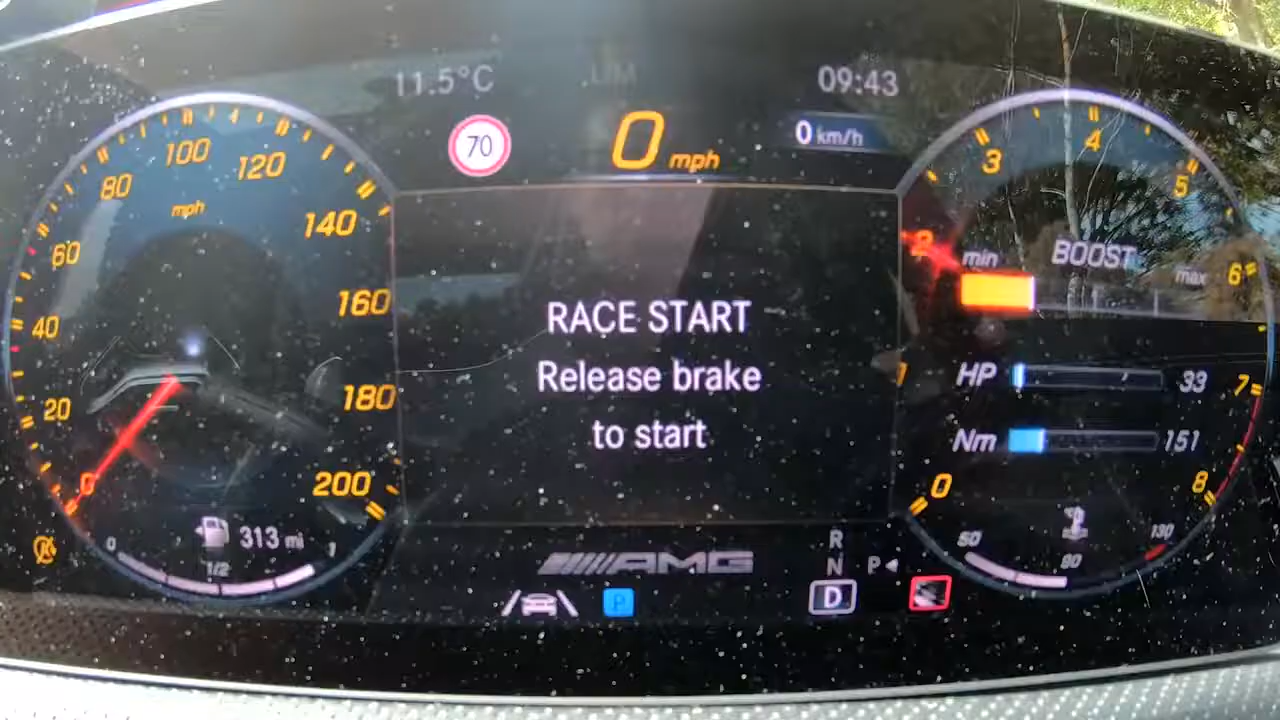 11.5°C
LIM
09:43
70
0 mph
0 km/h
80
100
120
mph
140
60
160
40
180
20
0
200
0
1/2
1
313 mi
RACE START
Release brake
to start
AMG
P
R
N
P
D
3
4
5
2
min
BOOST
max
6
1
HP
33
7
Nm
151
0
8
50
90
130